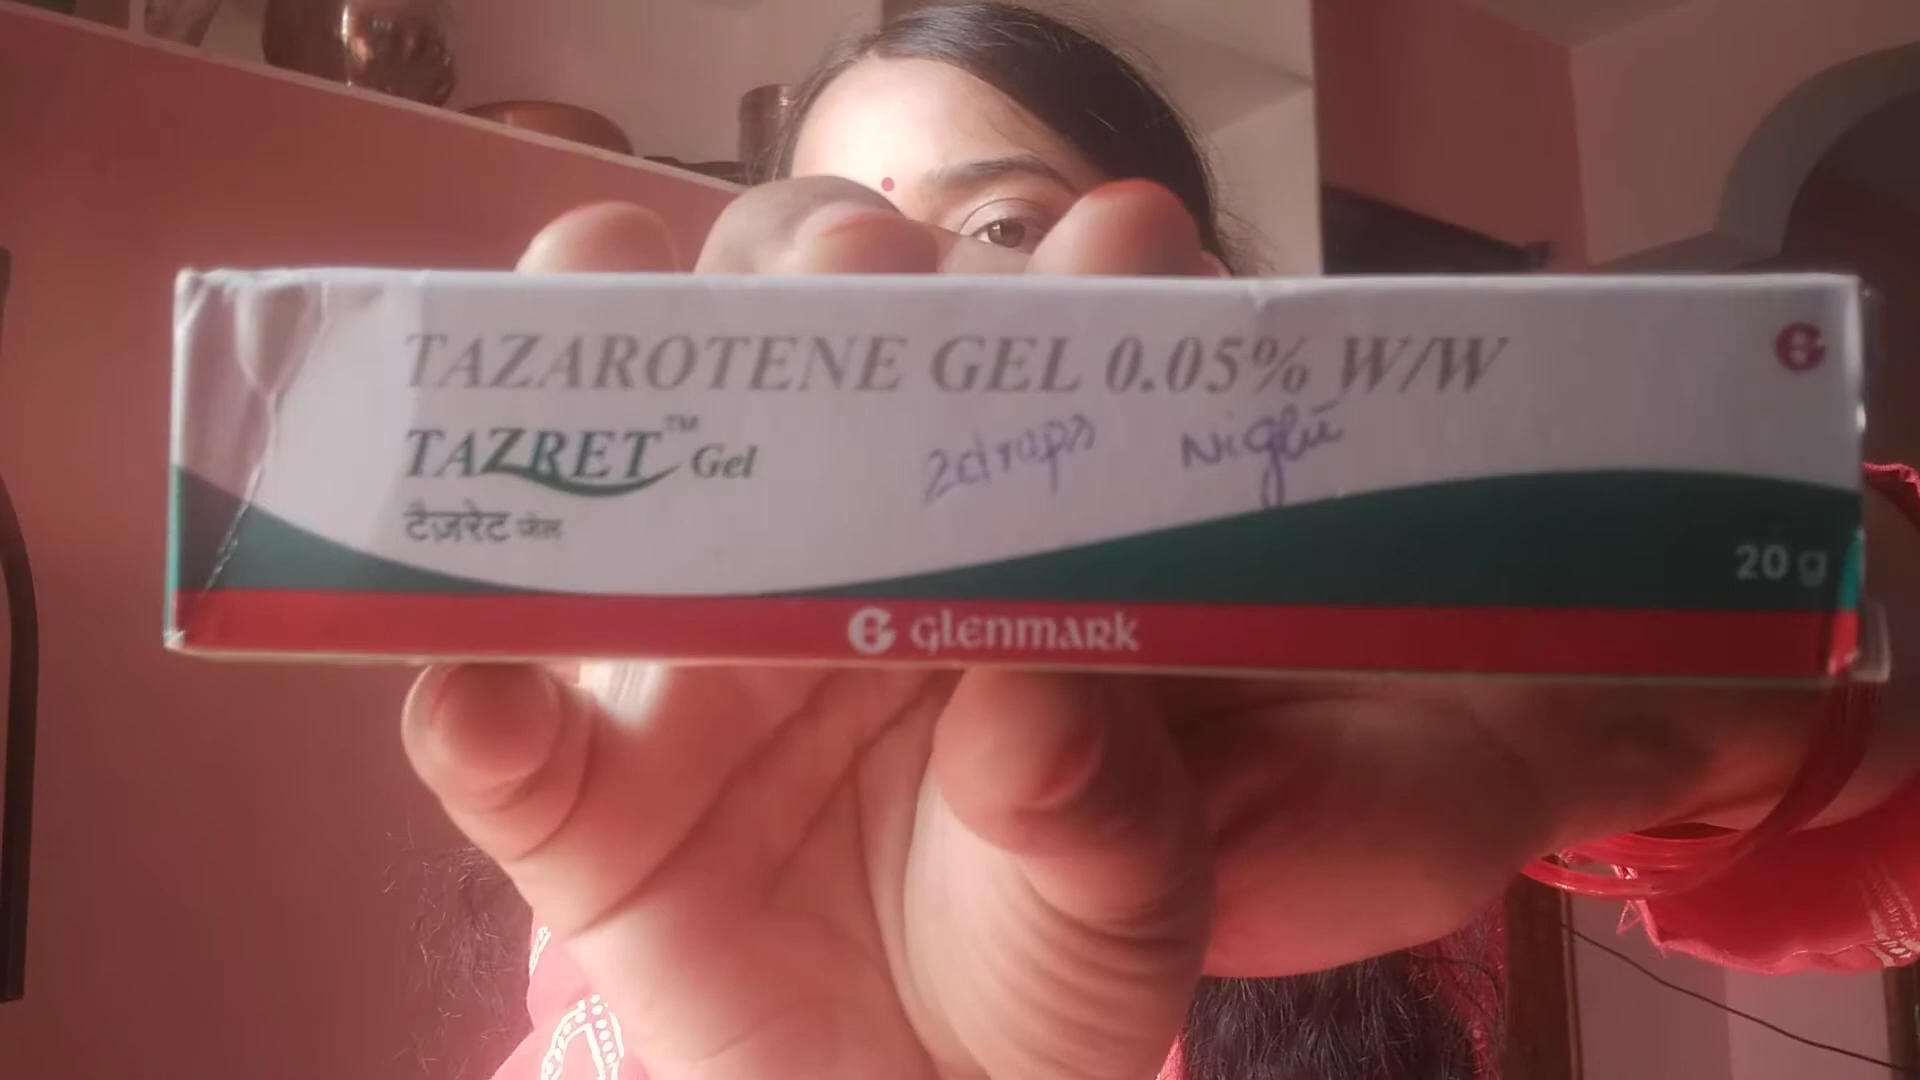 TAZAROTENE GEL 0.05% W/W
TAZRET™ Gel
2drops Night
टैज़रेट जेल
20 g
glenmark